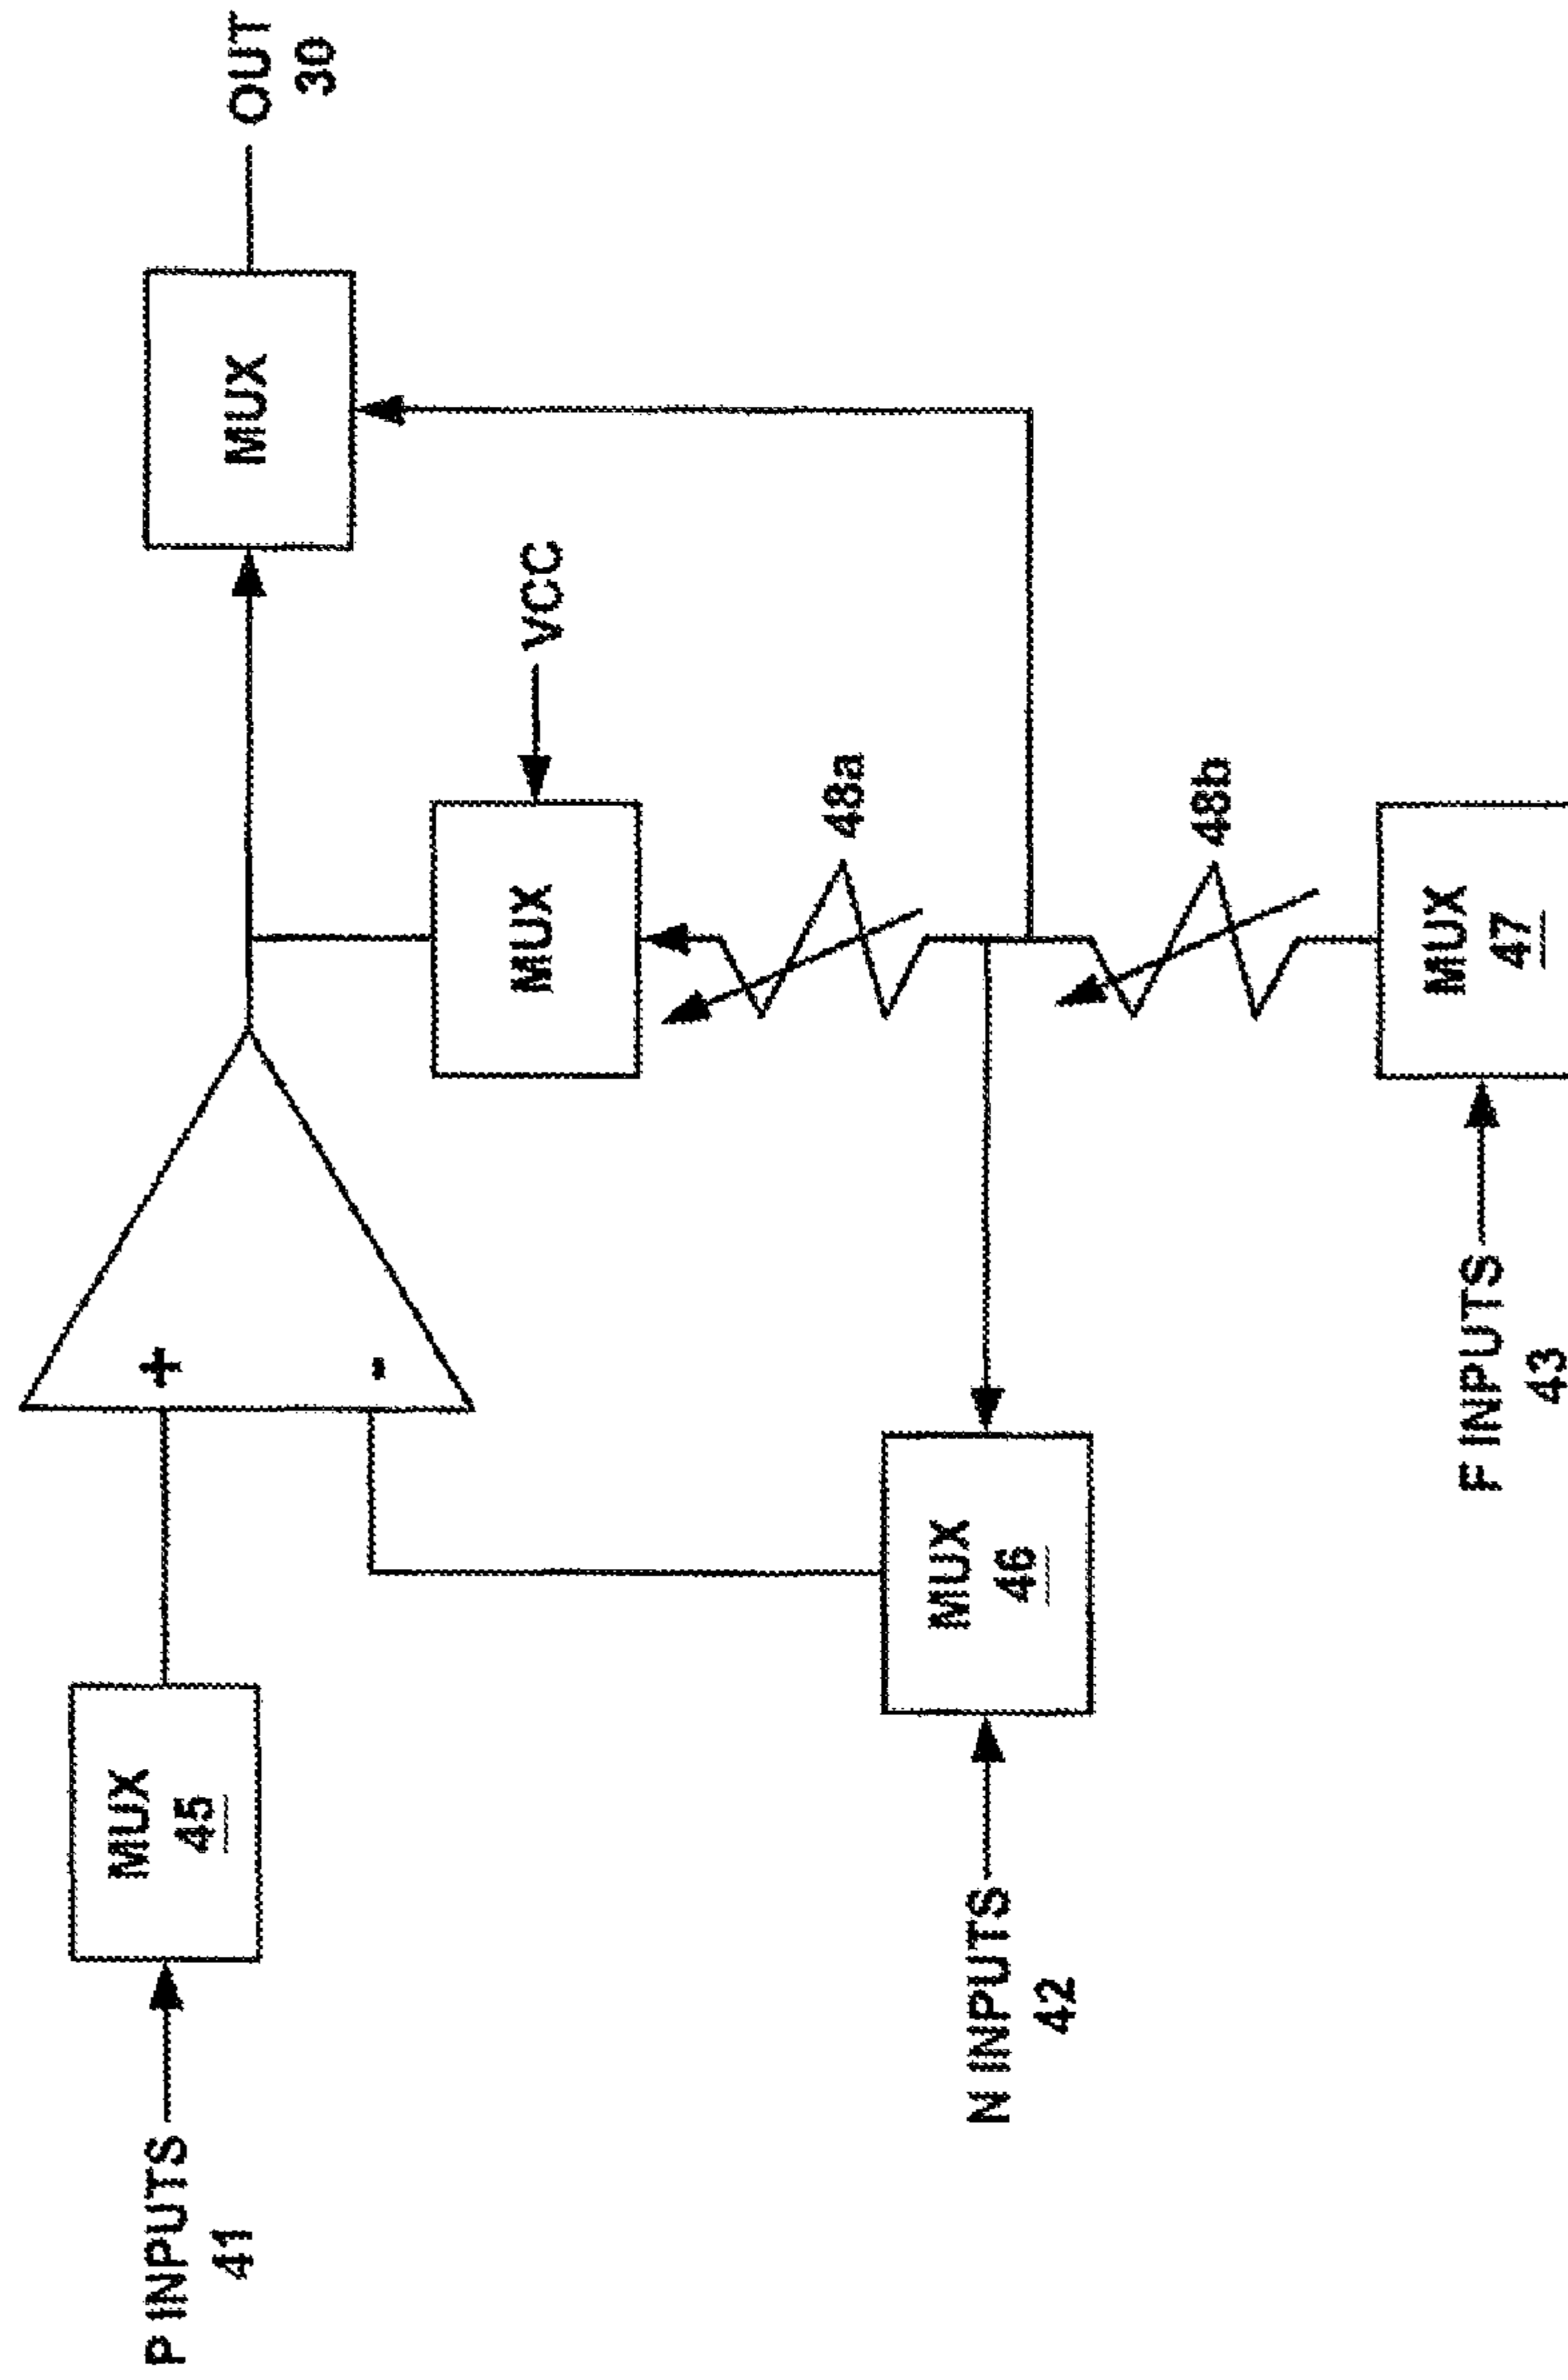 P INPUTS
41
MUX
45
+
-
MUX
OUT
30
MUX
VCC
N INPUTS
42
MUX
46
48a
48b
F INPUTS
43
MUX
47